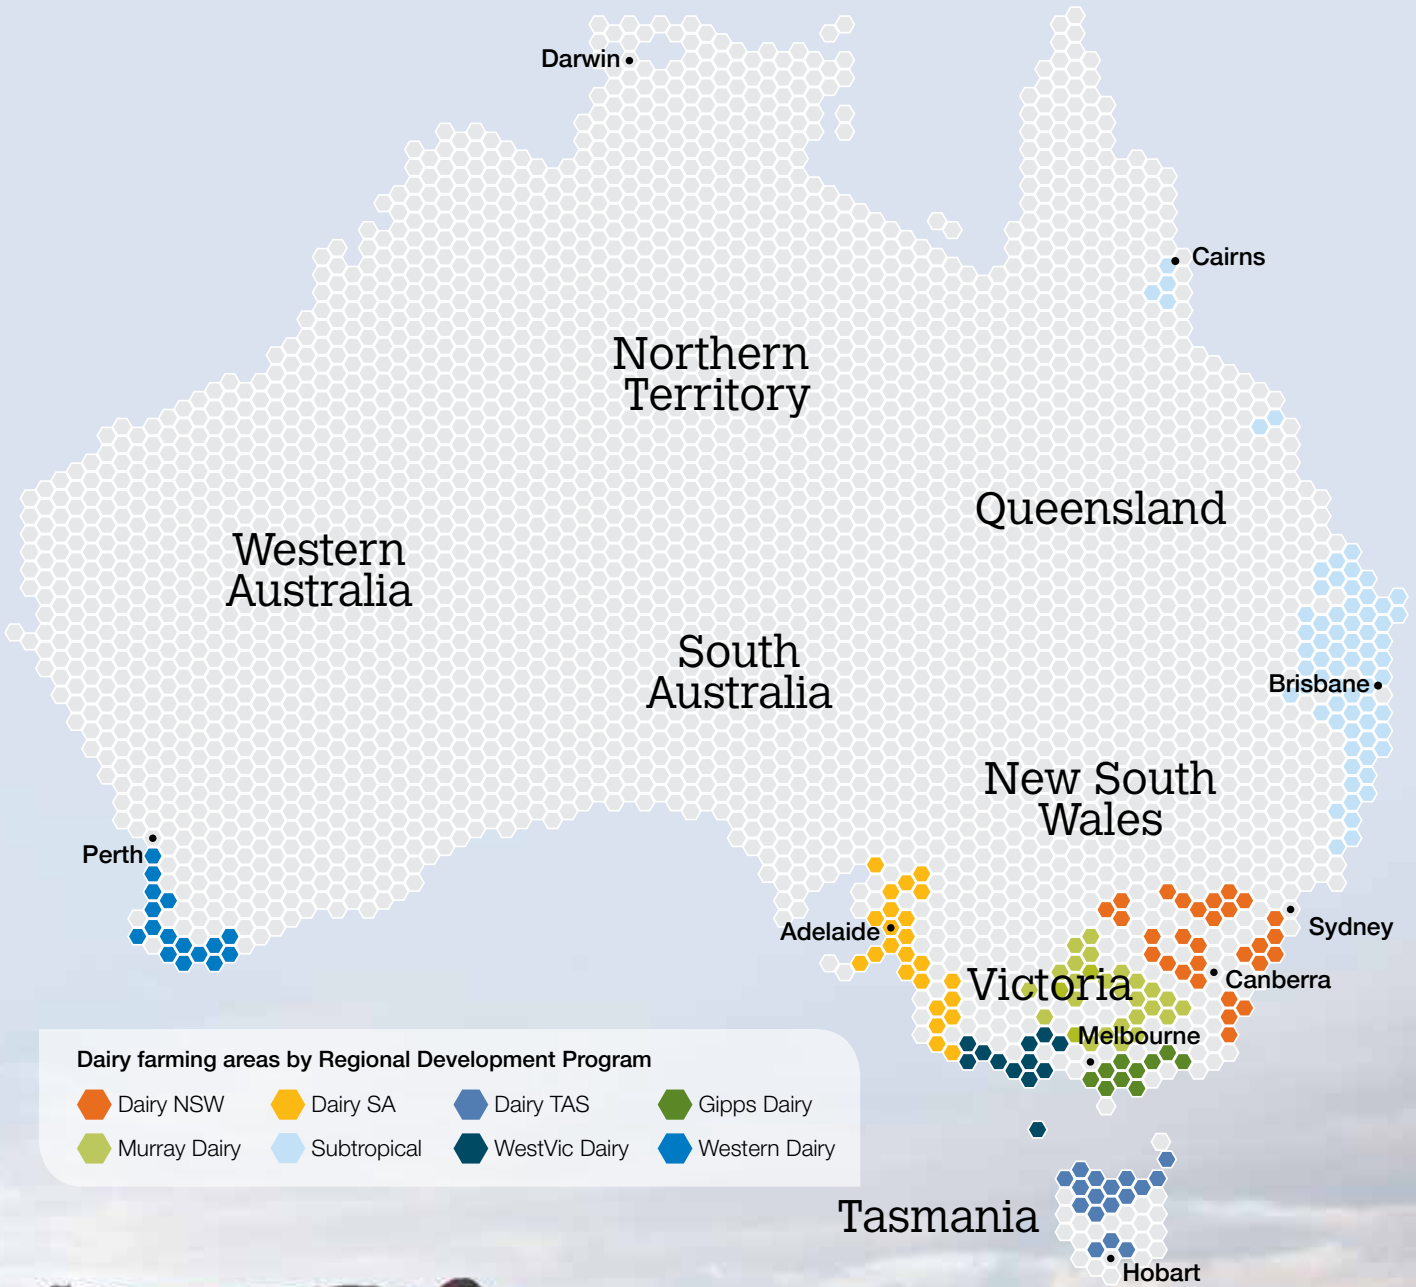 Darwin
Cairns
Northern
Territory
Queensland
Western
Australia
South
Australia
Brisbane
New South
Wales
Perth
Adelaide
Sydney
Victoria
Canberra
Melbourne
Dairy farming areas by Regional Development Program
Dairy NSW
Dairy SA
Dairy TAS
Gipps Dairy
Murray Dairy
Subtropical
WestVic Dairy
Western Dairy
Tasmania
Hobart